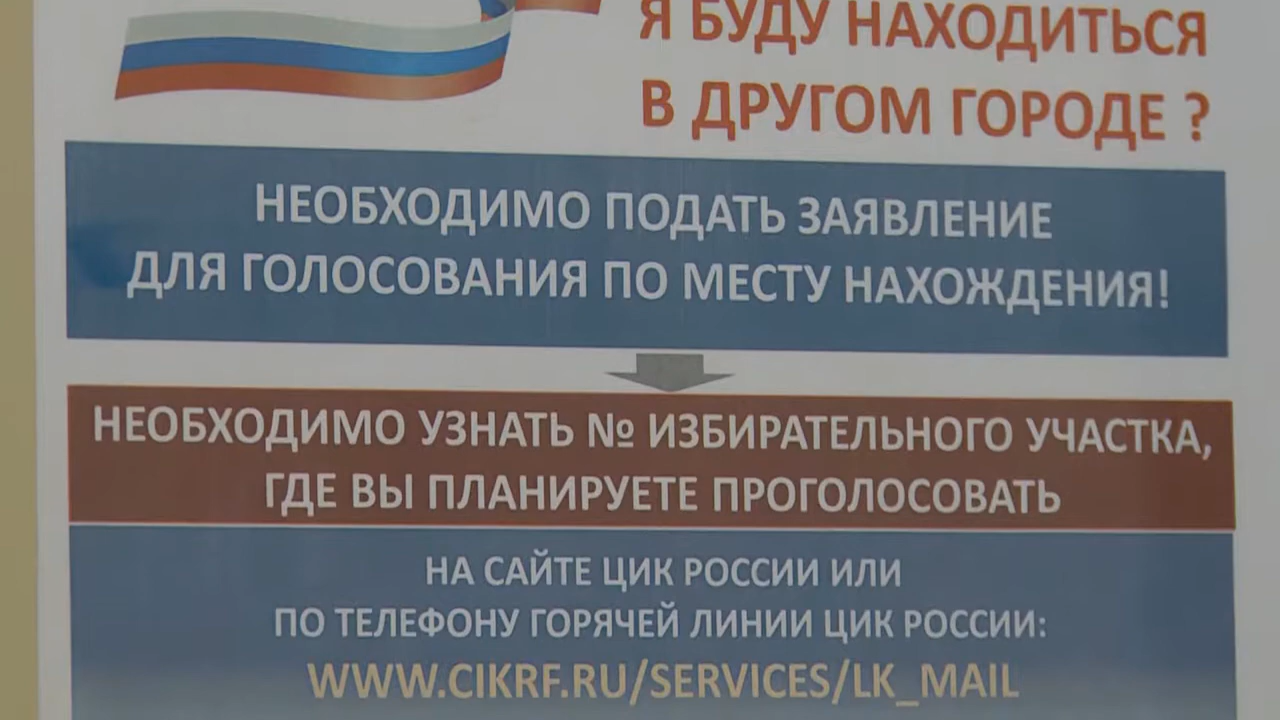 Я БУДУ НАХОДИТЬСЯ
В ДРУГОМ ГОРОДЕ ?
НЕОБХОДИМО ПОДАТЬ ЗАЯВЛЕНИЕ
ДЛЯ ГОЛОСОВАНИЯ ПО МЕСТУ НАХОЖДЕНИЯ!
НЕОБХОДИМО УЗНАТЬ № ИЗБИРАТЕЛЬНОГО УЧАСТКА,
ГДЕ ВЫ ПЛАНИРУЕТЕ ПРОГОЛОСОВАТЬ
НА САЙТЕ ЦИК РОССИИ ИЛИ
ПО ТЕЛЕФОНУ ГОРЯЧЕЙ ЛИНИИ ЦИК РОССИИ:
WWW.CIKRF.RU/SERVICES/LK_MAIL